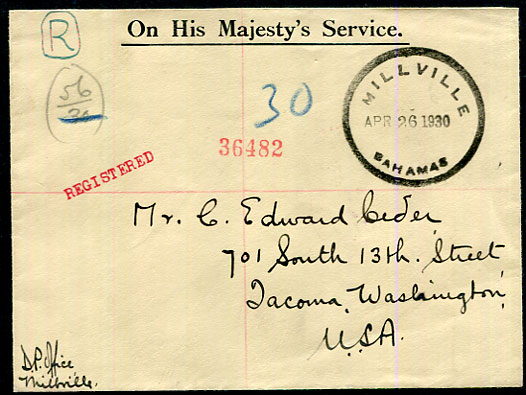 R
On His Majesty's Service.
56
30
MILLVILLE
APR 26 1930
BAHAMAS
36482
REGISTERED
Mr. C. Edward Ceder,
701 South 13th. Street,
Tacoma, Washington,
U.S.A.
D.P. Office,
Millville.